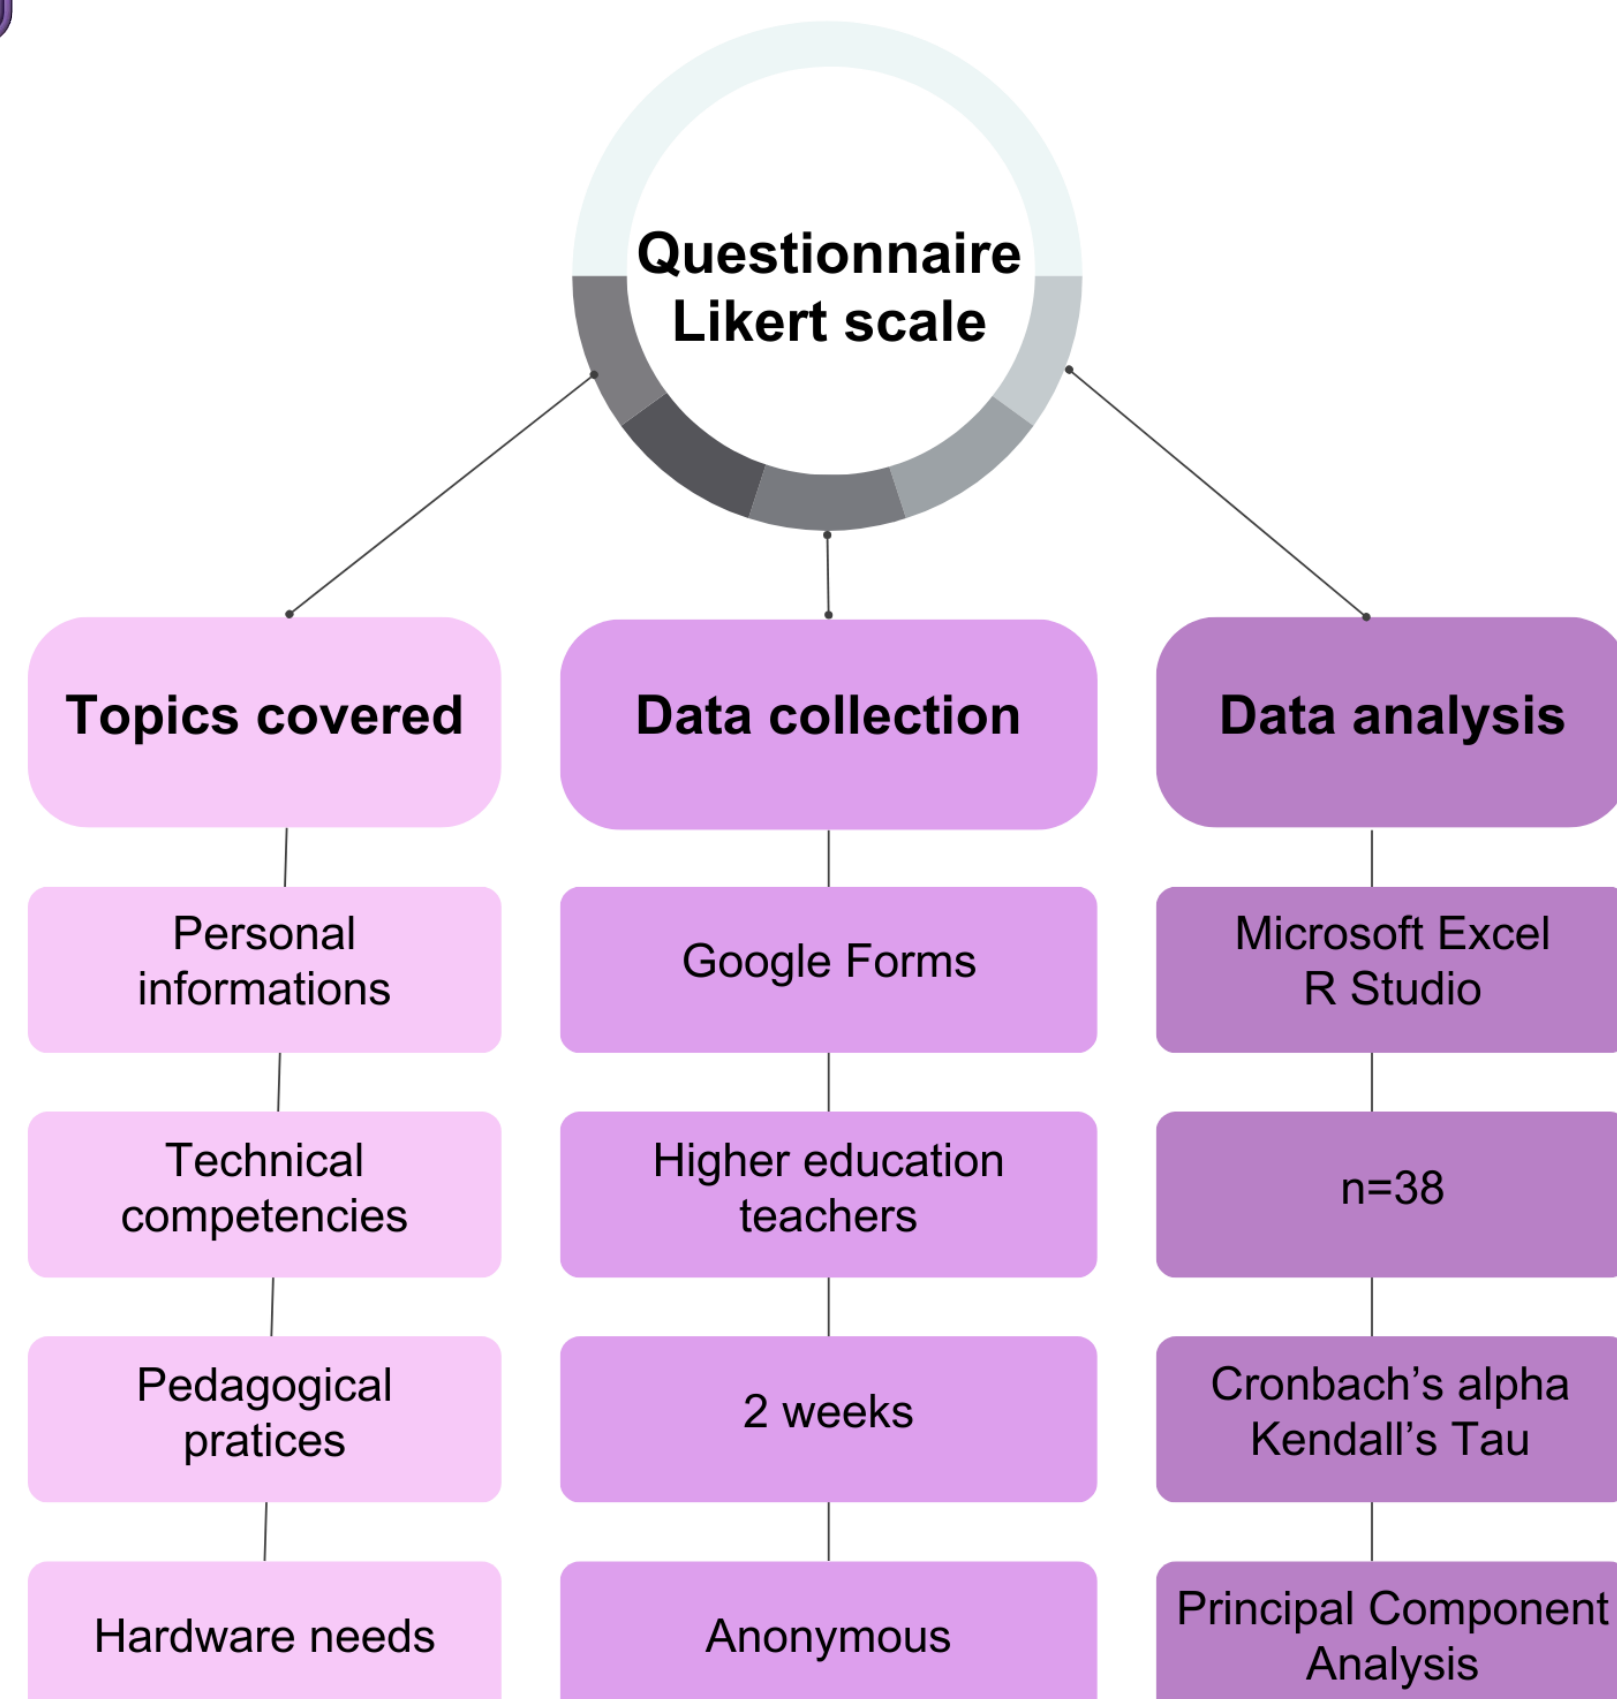 Questionnaire
Likert scale
Topics covered
Personal
informations
Technical
competencies
Pedagogical
pratices
Hardware needs
Data collection
Google Forms
Higher education
teachers
2 weeks
Anonymous
Data analysis
Microsoft Excel
R Studio
n=38
Cronbach’s alpha
Kendall’s Tau
Principal Component
Analysis